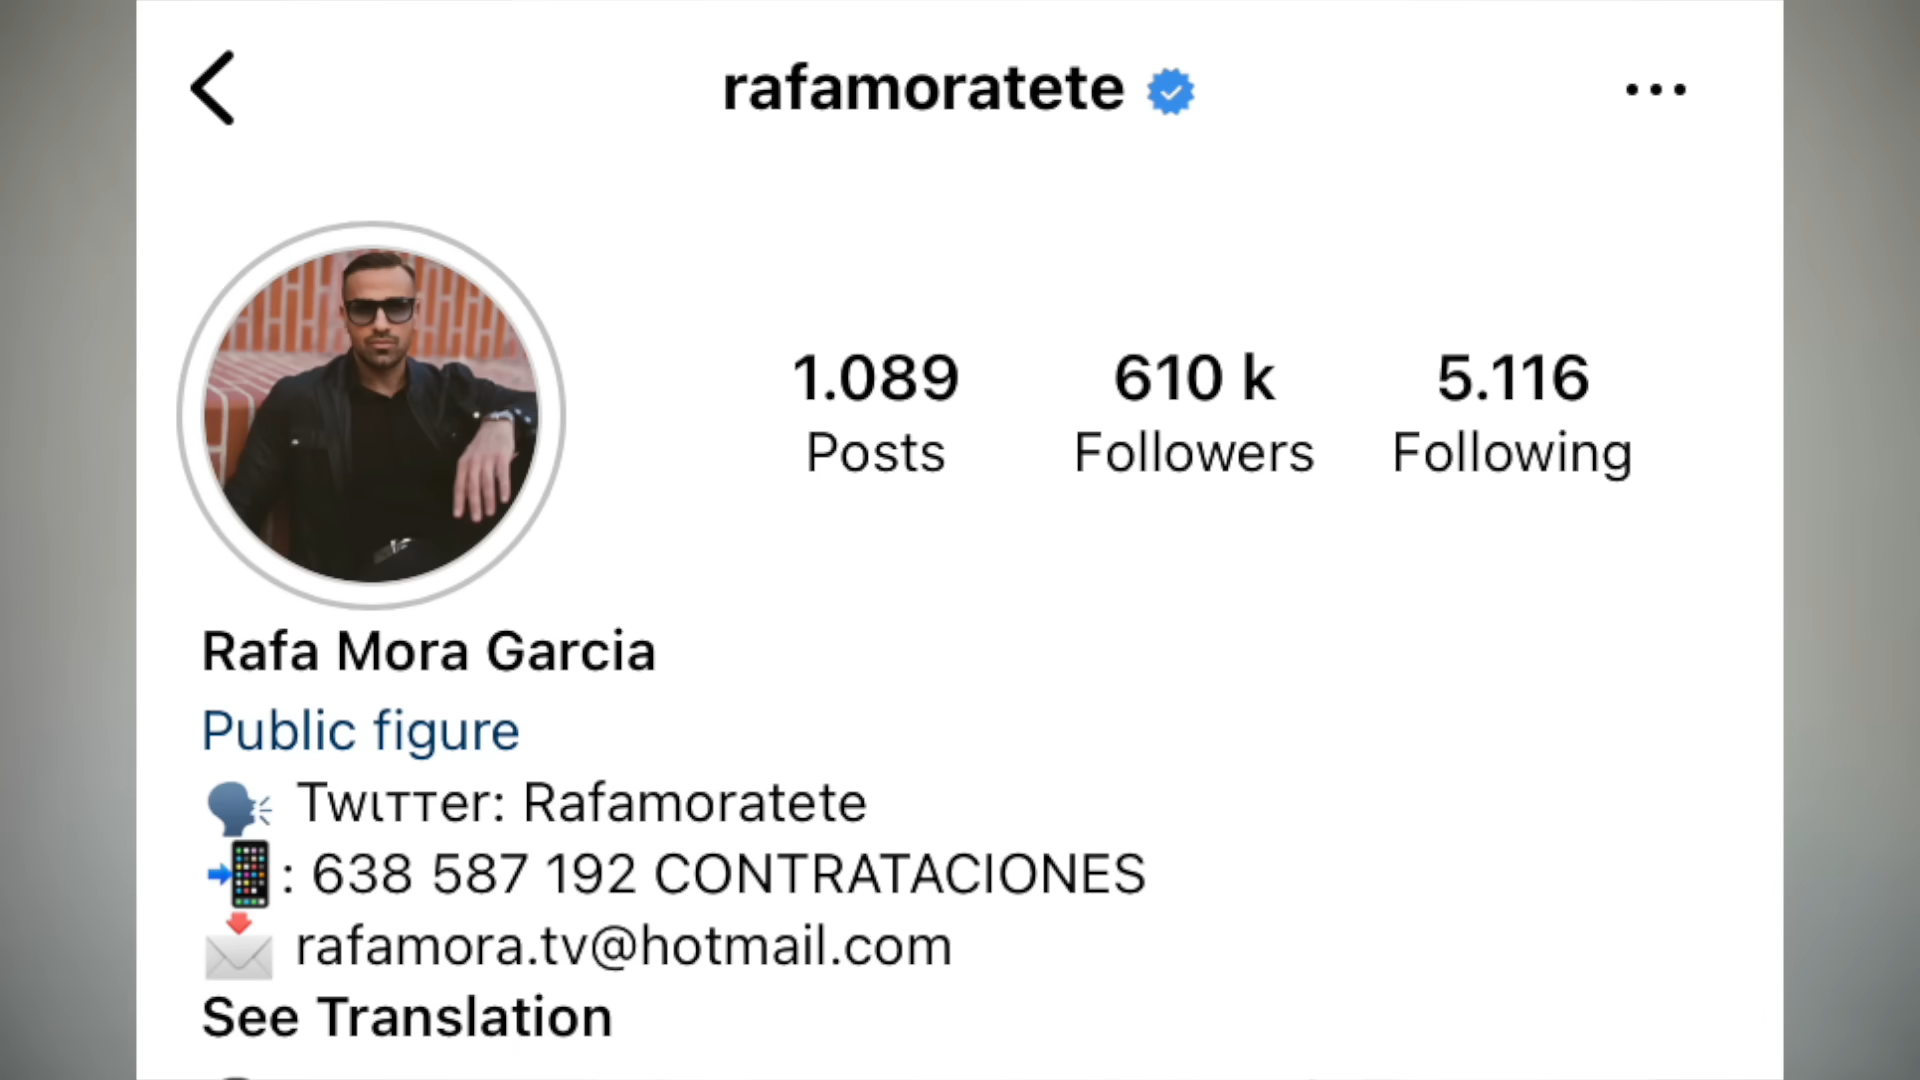 rafamoratete
1.089 610 k 5.116
Posts Followers Following
Rafa Mora Garcia
Public figure
Twιттer: Rafamoratete
: 638 587 192 CONTRATACIONES
rafamora.tv@hotmail.com
See Translation